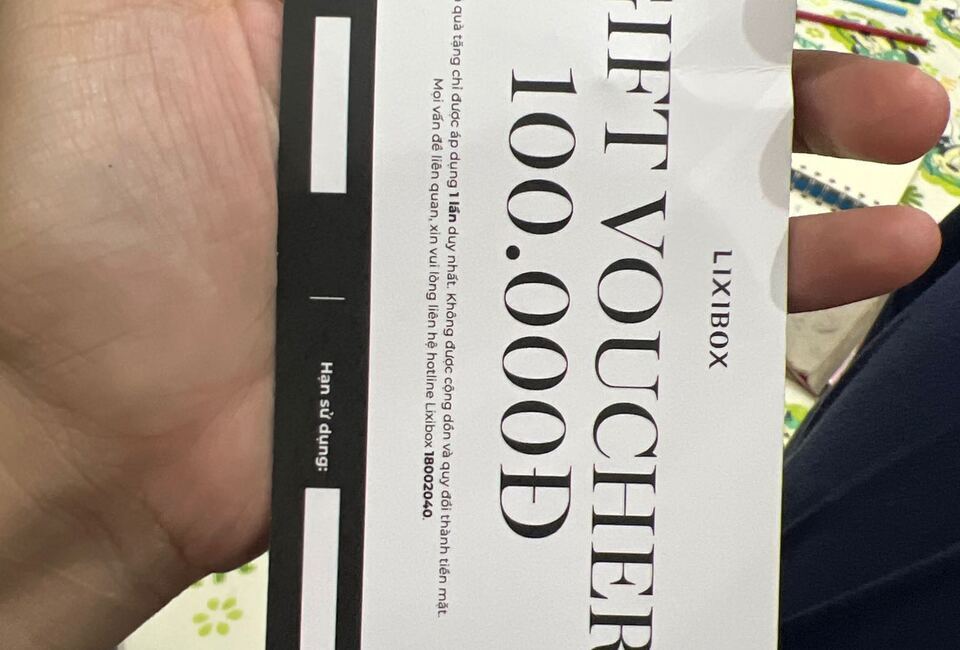 LIXIBOX
GIFT VOUCHER
100.000Đ
quà tặng chỉ được áp dụng 1 lần duy nhất. Không được cộng dồn và quy đổi thành tiền mặt.
Mọi vấn đề liên quan, xin vui lòng liên hệ hotline Lixibox 18002040.
Hạn sử dụng: